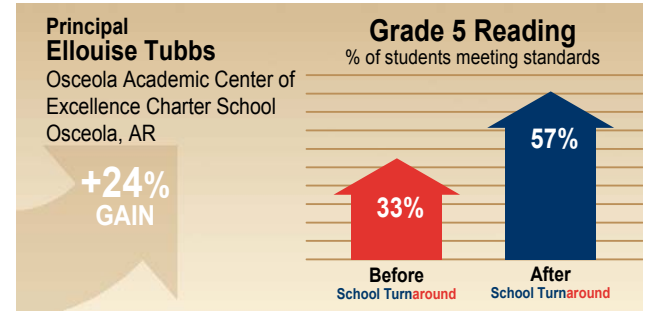 Principal
Ellouise Tubbs
Osceola Academic Center of
Excellence Charter School
Osceola, AR
+24%
GAIN
Grade 5 Reading
% of students meeting standards
33%
57%
Before
School Turnaround
After
School Turnaround